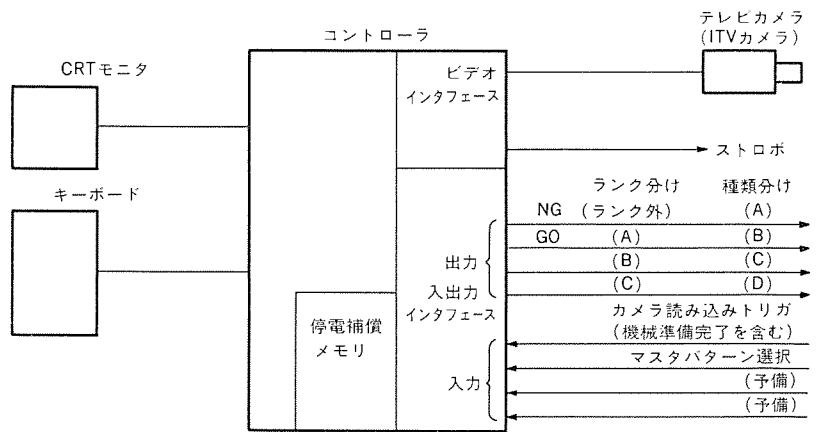 コントローラ
テレビカメラ
(ITVカメラ)
CRTモニタ
ビデオ
インタフェース
ストロボ
キーボード
ランク分け 種類分け
NG (ランク外) (A)
GO (A) (B)
(B) (C)
(C) (D)
出力
入出力
インタフェース
停電補償
メモリ
カメラ読み込みトリガ
(機械準備完了を含む)
マスタパターン選択
入力
(予備)
(予備)